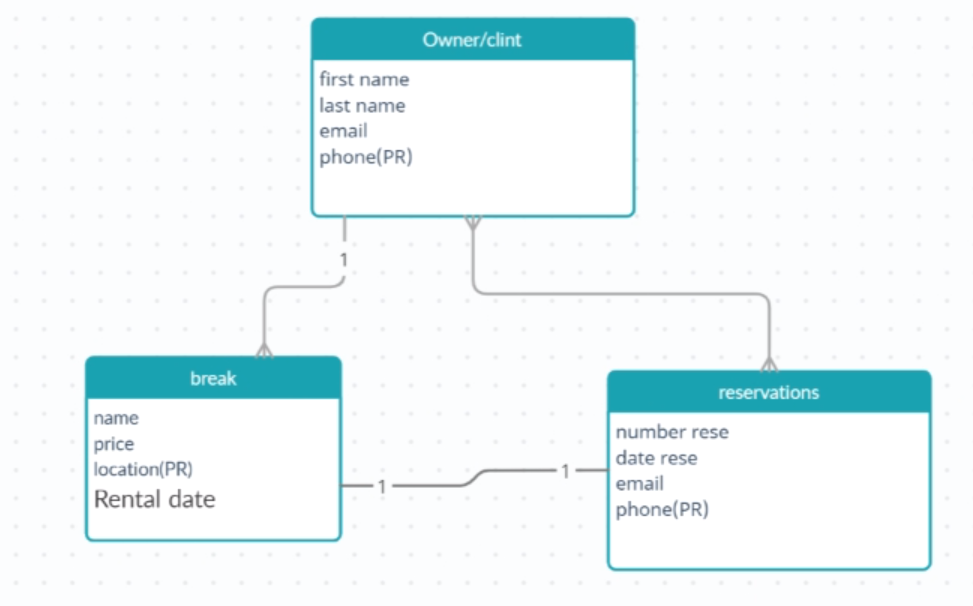 Owner/clint
first name
last name
email
phone(PR)
1
break
name
price
location(PR)
Rental date
1
1
reservations
number rese
date rese
email
phone(PR)